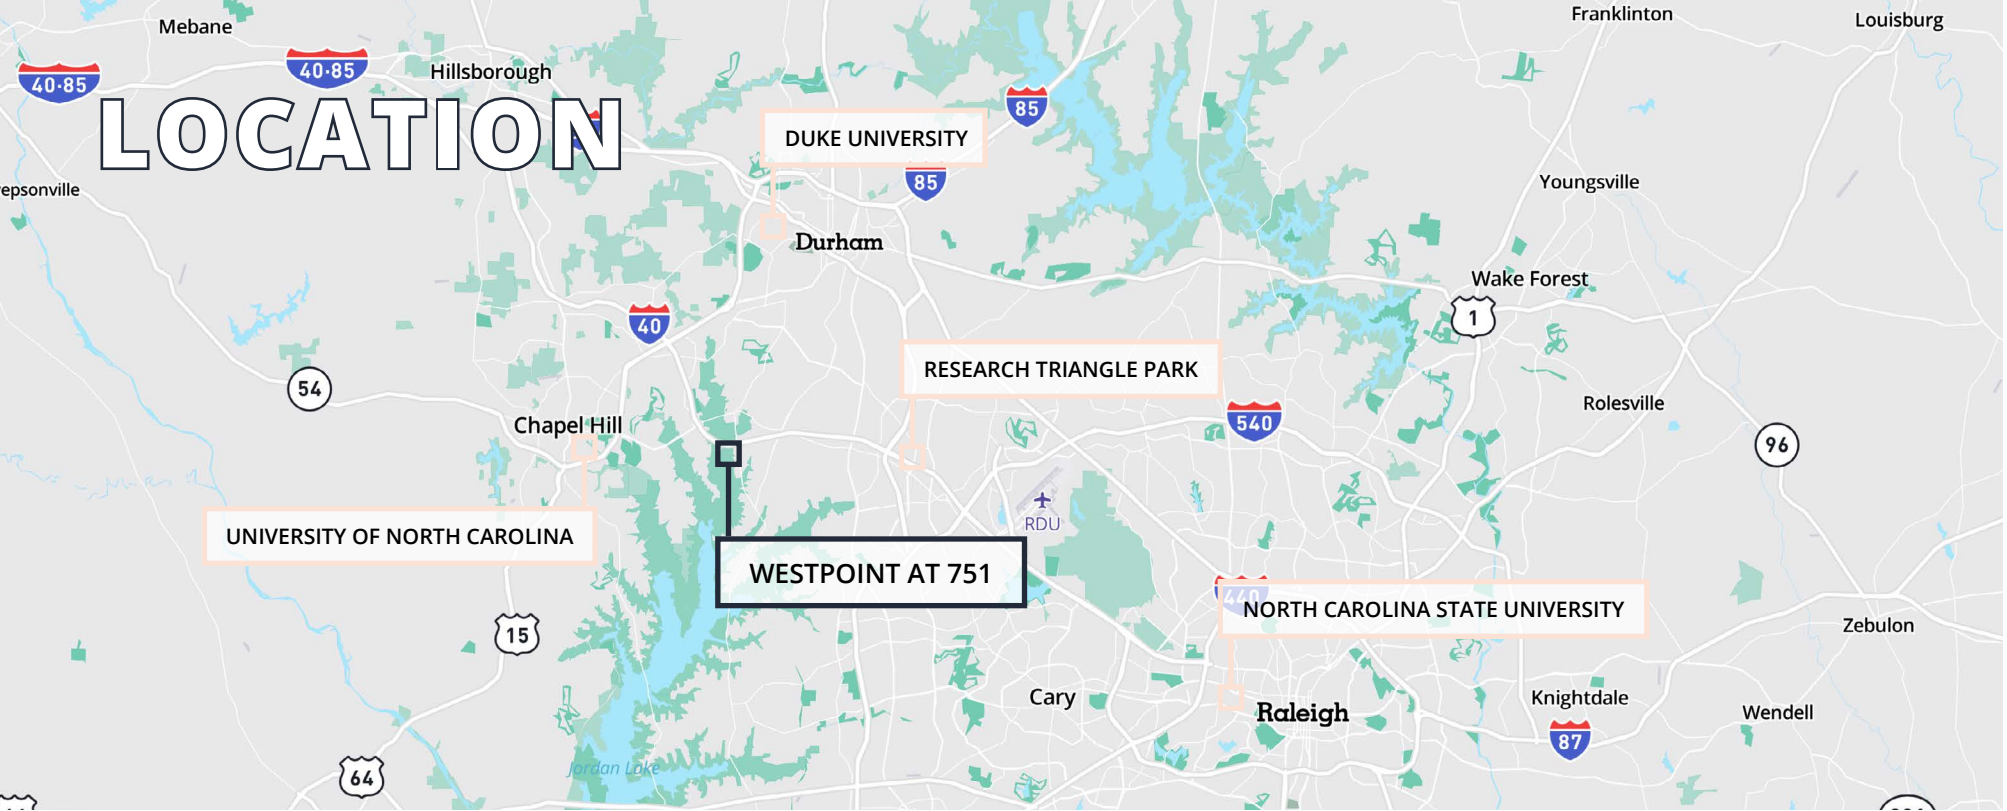 Mebane
Franklinton
Louisburg
40·85
40·85
Hillsborough
LOCATION
85
DUKE UNIVERSITY
85
Youngsville
epsonville
Durham
Wake Forest
1
40
RESEARCH TRIANGLE PARK
54
Rolesville
540
Chapel Hill
96
RDU
UNIVERSITY OF NORTH CAROLINA
WESTPOINT AT 751
440
NORTH CAROLINA STATE UNIVERSITY
15
Zebulon
Cary
Knightdale
Raleigh
Wendell
87
64
Jordan Lake